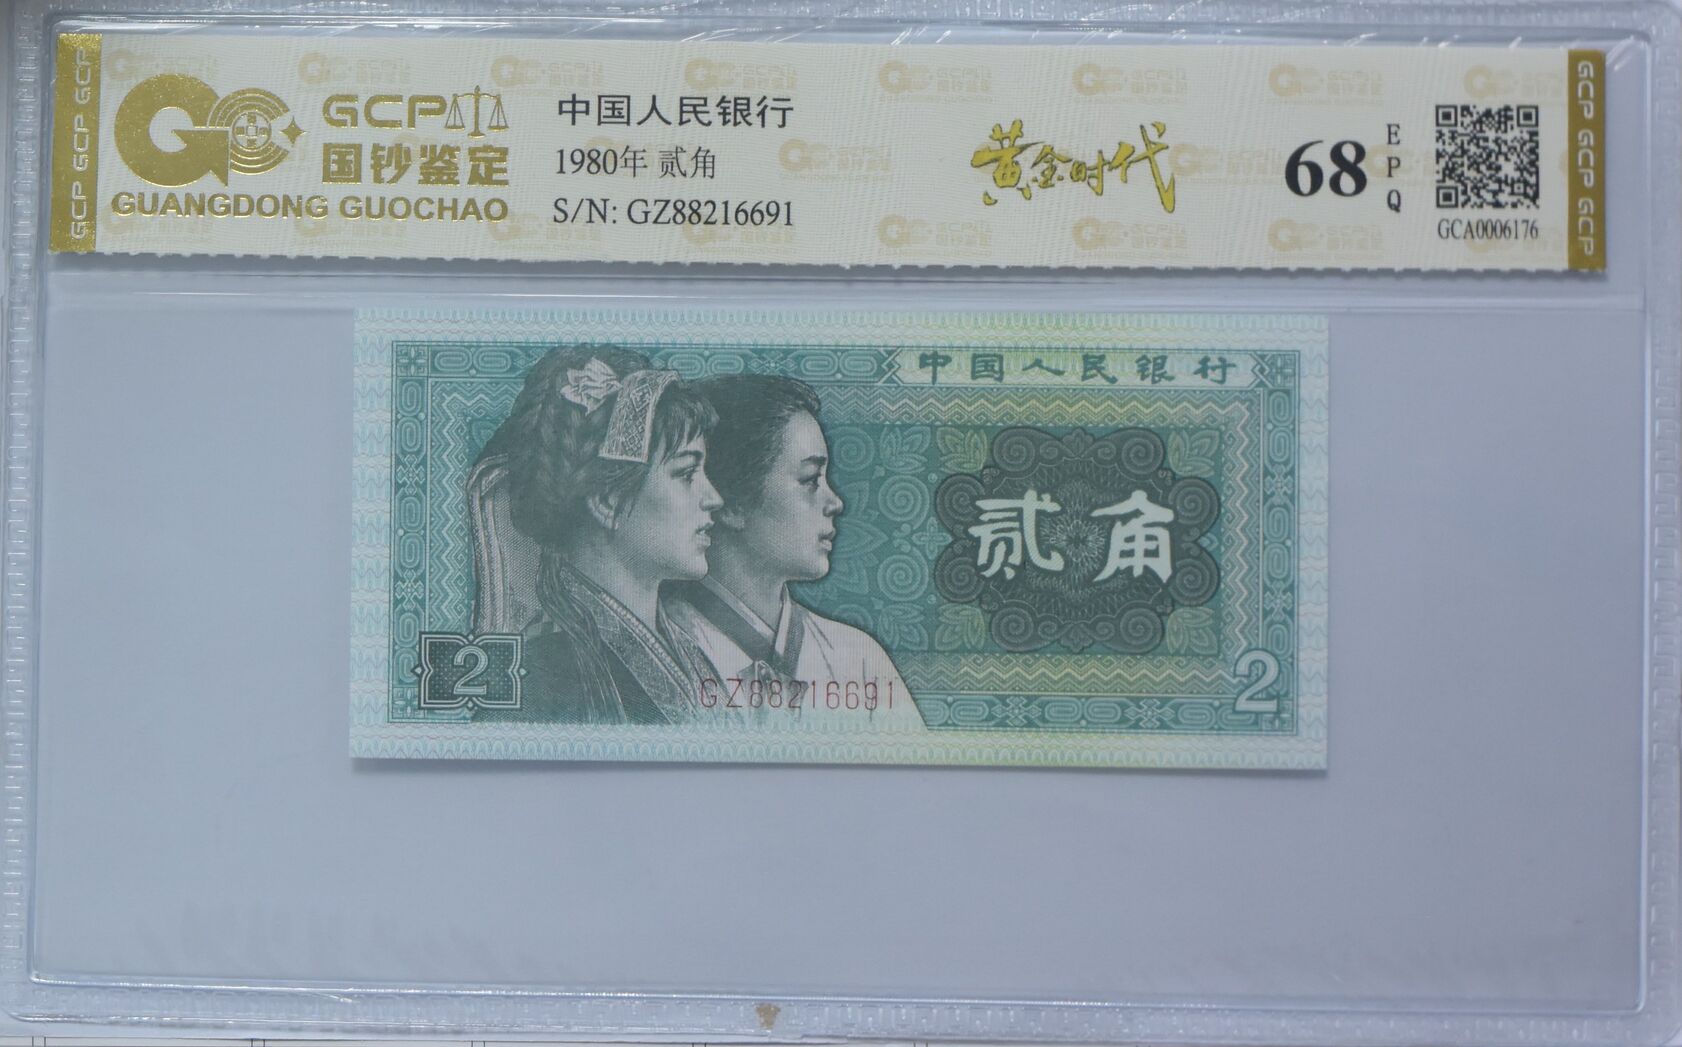 GCP GCP GCP
GCP
国钞鉴定
GUANGDONG GUOCHAO
中国人民银行
1980年 贰角
S/N: GZ88216691
黄金时代
68
EPQ
GCA0006176
GCP GCP GCP
中国人民银行
贰角
2
GZ88216691
2